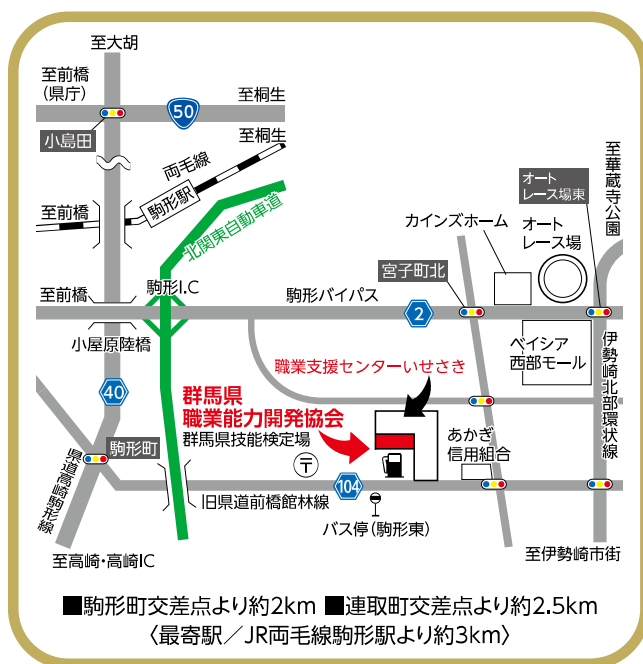 至大胡
至前橋
(県庁)
至桐生
50
小島田
至桐生
両毛線
駒形駅
至前橋
北関東自動車道
至華蔵寺公園
オート
レース場東
オート
レース場
カインズホーム
宮子町北
駒形I.C
至前橋
駒形バイパス
2
小屋原陸橋
ベイシア
西部モール
伊勢崎北部環状線
職業支援センターいせさき
40
群馬県
職業能力開発協会
群馬県技能検定場
駒形町
あかぎ
信用組合
〒
県道高崎駒形線
104
旧県道前橋館林線
バス停(駒形東)
至高崎・高崎IC
至伊勢崎市街
■駒形町交差点より約2km ■連取町交差点より約2.5km
〈最寄駅/JR両毛線駒形駅より約3km〉